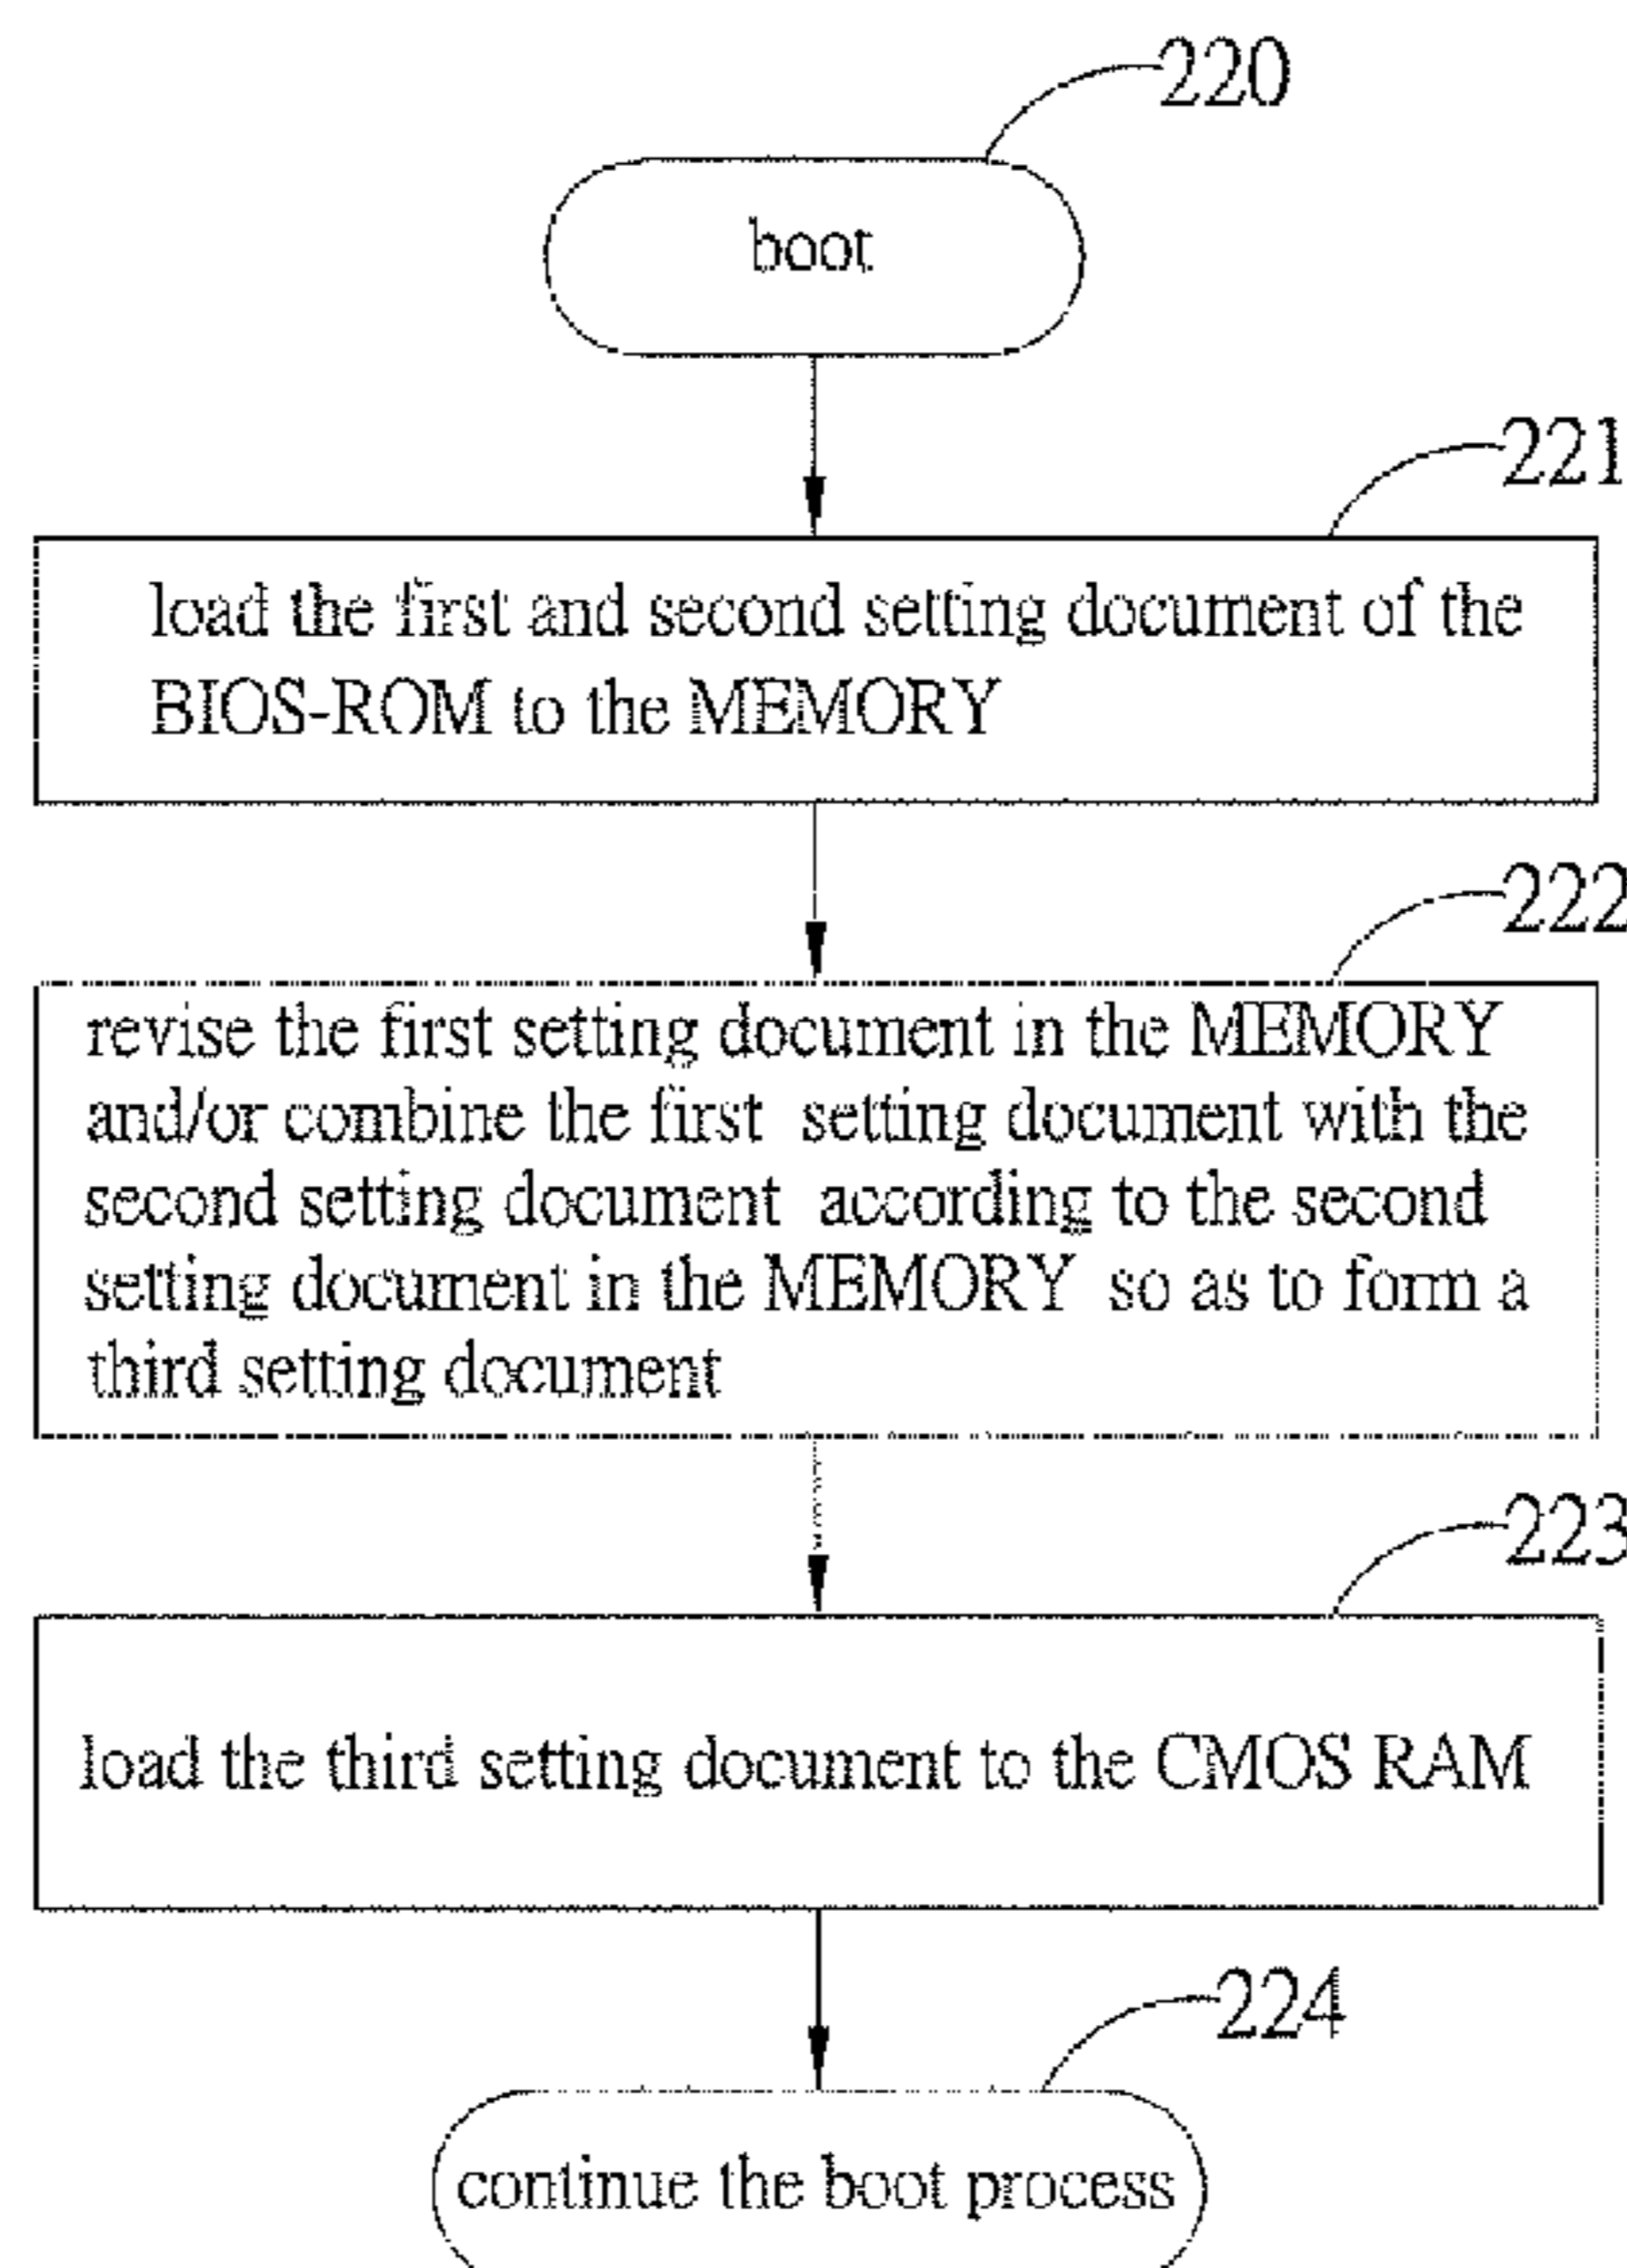 220
boot
221
load the first and second setting document of the
BIOS-ROM to the MEMORY
222
revise the first setting document in the MEMORY
and/or combine the first setting document with the
second setting document according to the second
setting document in the MEMORY so as to form a
third setting document
223
load the third setting document to the CMOS RAM
224
continue the boot process